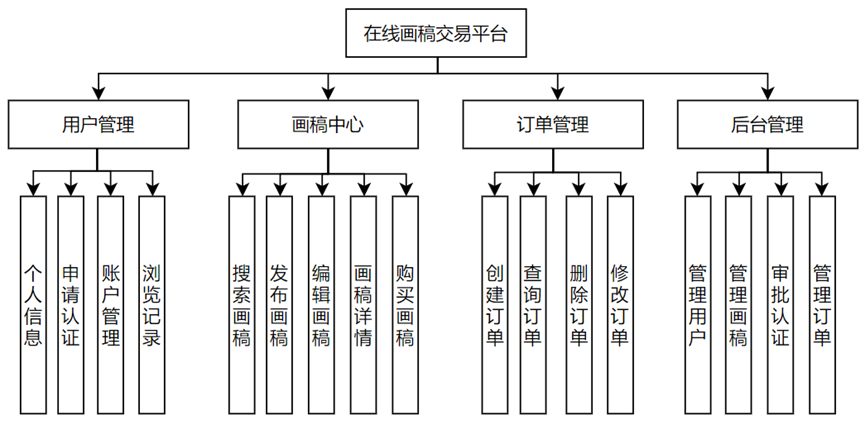 在线画稿交易平台
用户管理
画稿中心
订单管理
后台管理
个人信息
申请认证
账户管理
浏览记录
搜索画稿
发布画稿
编辑画稿
画稿详情
购买画稿
创建订单
查询订单
删除订单
修改订单
管理用户
管理画稿
审批认证
管理订单